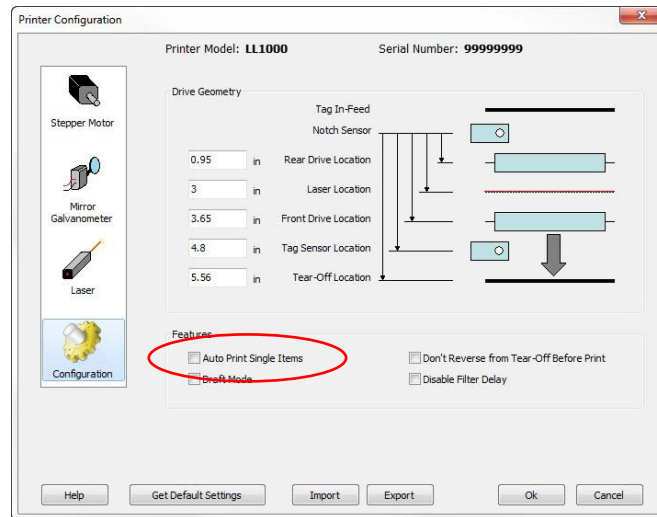 Printer Configuration
Printer Model: LL1000 Serial Number: 99999999
Stepper Motor
Mirror
Galvanometer
Laser
Configuration
Drive Geometry
Tag In-Feed
Notch Sensor
0.95 in Rear Drive Location
3 in Laser Location
3.65 in Front Drive Location
4.8 in Tag Sensor Location
5.56 in Tear-Off Location
Features
Auto Print Single Items Don't Reverse from Tear-Off Before Print
Draft Mode Disable Filter Delay
Help Get Default Settings Import Export Ok Cancel